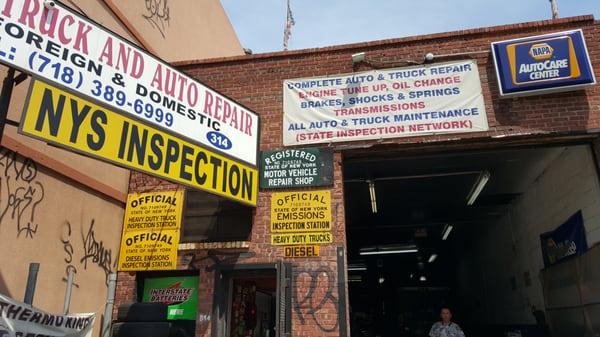 TRUCK AND AUTO REPAIR
FOREIGN & DOMESTIC
L: (718) 389-6999
314
NYS INSPECTION
COMPLETE AUTO & TRUCK REPAIR
ENGINE TUNE UP, OIL CHANGE
BRAKES, SHOCKS & SPRINGS
TRANSMISSIONS
ALL AUTO & TRUCK MAINTENANCE
(STATE INSPECTION NETWORK)
NAPA
AUTOCARE
CENTER
REGISTERED
STATE OF NEW YORK
MOTOR VEHICLE
REPAIR SHOP
OFFICIAL
STATE OF NEW YORK
HEAVY DUTY VEHICLE
INSPECTION STATION
OFFICIAL
STATE OF NEW YORK
DIESEL EMISSIONS
INSPECTION STATION
OFFICIAL
STATE OF NEW YORK
EMISSIONS
INSPECTION STATION
HEAVY DUTY TRUCKS
DIESEL
INTERSTATE
BATTERIES
314
THERMO KING